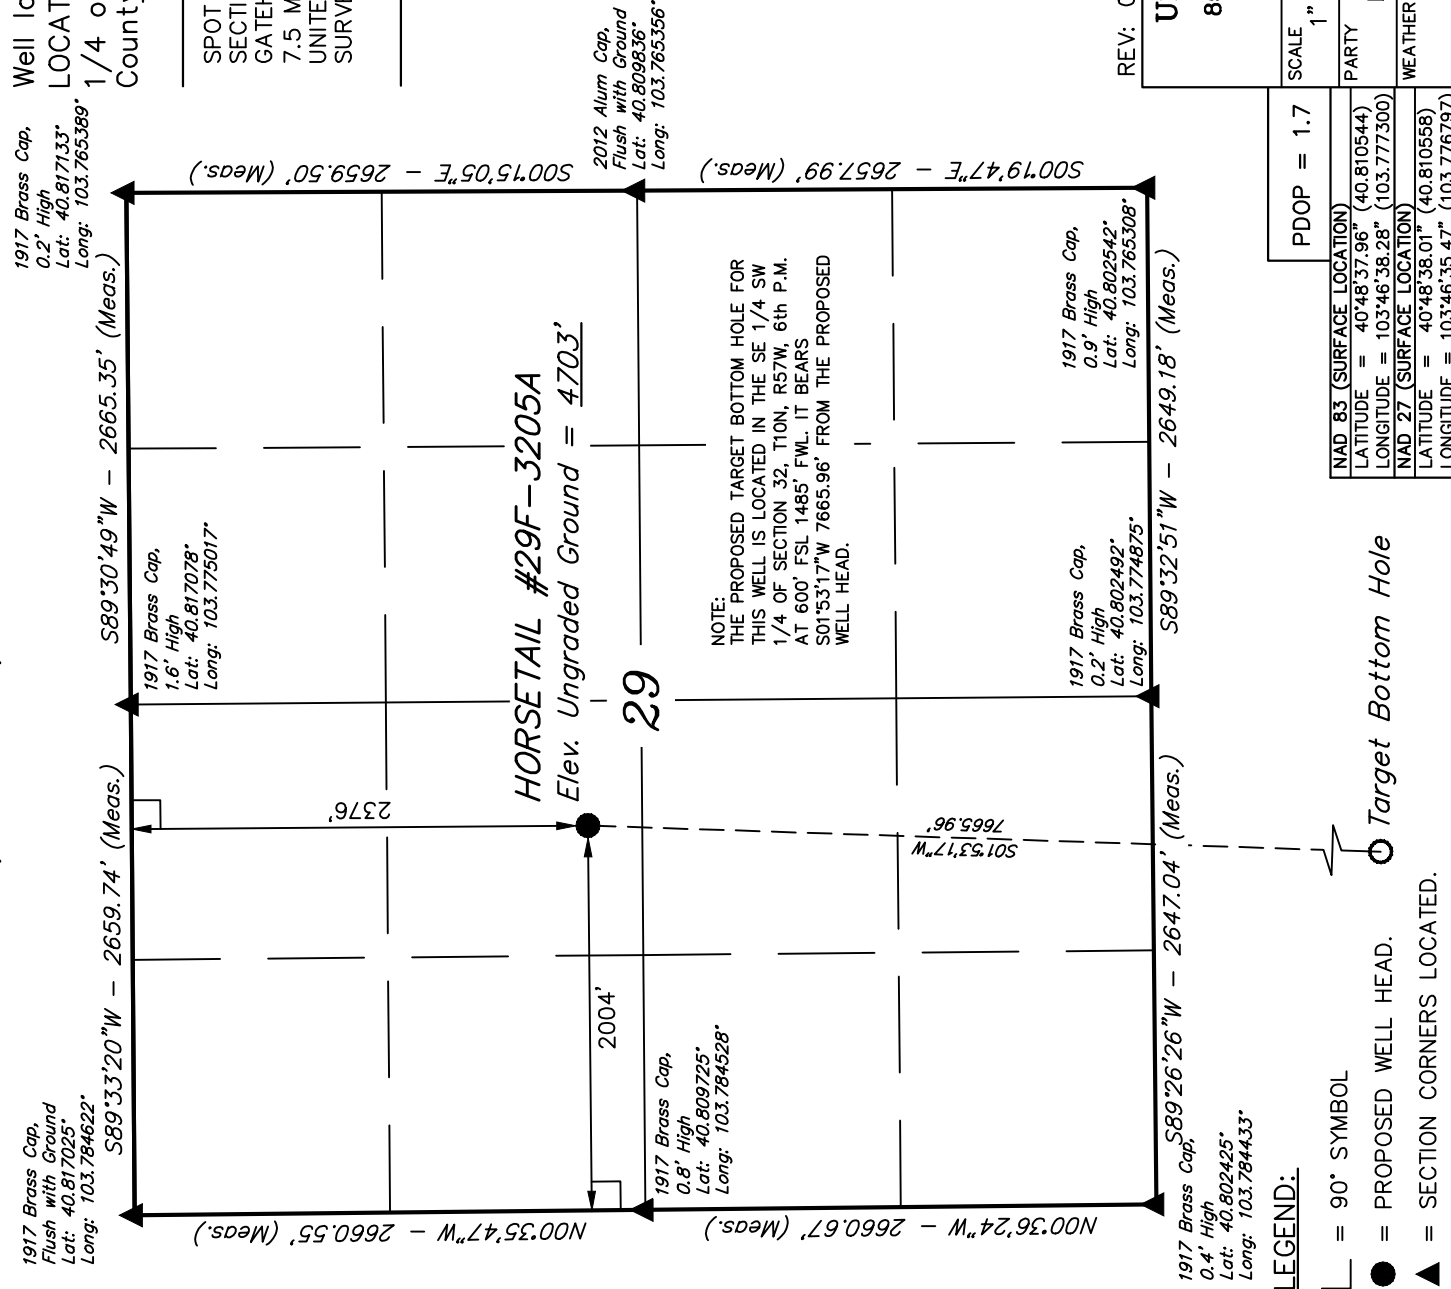 Well lo
LOCAT
1/4 o
County
SPOT
SECTI
GATEH
7.5 M
UNITE
SURVE
1917 Brass Cap,
Flush with Ground
Lat: 40.817025°
Long: 103.784622°
S89°33'20"W - 2659.74' (Meas.)
1917 Brass Cap,
1.6' High
Lat: 40.817078°
Long: 103.775017°
S89°30'49"W - 2665.35' (Meas.)
1917 Brass Cap,
0.2' High
Lat: 40.817133°
Long: 103.765389°
N00°35'47"W - 2660.55' (Meas.)
2376'
HORSETAIL #29F-3205A
Elev. Ungraded Ground = 4703'
S00°15'05"E - 2659.50' (Meas.)
2004'
29
2012 Alum Cap,
Flush with Ground
Lat: 40.809836°
Long: 103.765356°
1917 Brass Cap,
0.8' High
Lat: 40.809725°
Long: 103.784528°
NOTE:
THE PROPOSED TARGET BOTTOM HOLE FOR
THIS WELL IS LOCATED IN THE SE 1/4 SW
1/4 OF SECTION 32, T10N, R57W, 6th P.M.
AT 600' FSL 1485' FWL. IT BEARS
S01°53'17"W 7665.96' FROM THE PROPOSED
WELL HEAD.
N00°36'24"W - 2660.67' (Meas.)
7665.96'
S01°53'17"W
S00°19'47"E - 2657.99' (Meas.)
1917 Brass Cap,
0.4' High
Lat: 40.802425°
Long: 103.784433°
S89°26'26"W - 2647.04' (Meas.)
1917 Brass Cap,
0.2' High
Lat: 40.802492°
Long: 103.774875°
S89°32'51"W - 2649.18' (Meas.)
1917 Brass Cap,
0.9' High
Lat: 40.802542°
Long: 103.765308°
Target Bottom Hole
LEGEND:
= 90° SYMBOL
= PROPOSED WELL HEAD.
= SECTION CORNERS LOCATED.
PDOP = 1.7
NAD 83 (SURFACE LOCATION)
LATITUDE = 40°48'37.96" (40.810544)
LONGITUDE = 103°46'38.28" (103.777300)
NAD 27 (SURFACE LOCATION)
LATITUDE = 40°48'38.01" (40.810558)
LONGITUDE = 103°46'35.47" (103.776797)
REV:
U
8
SCALE
1"
PARTY
WEATHER